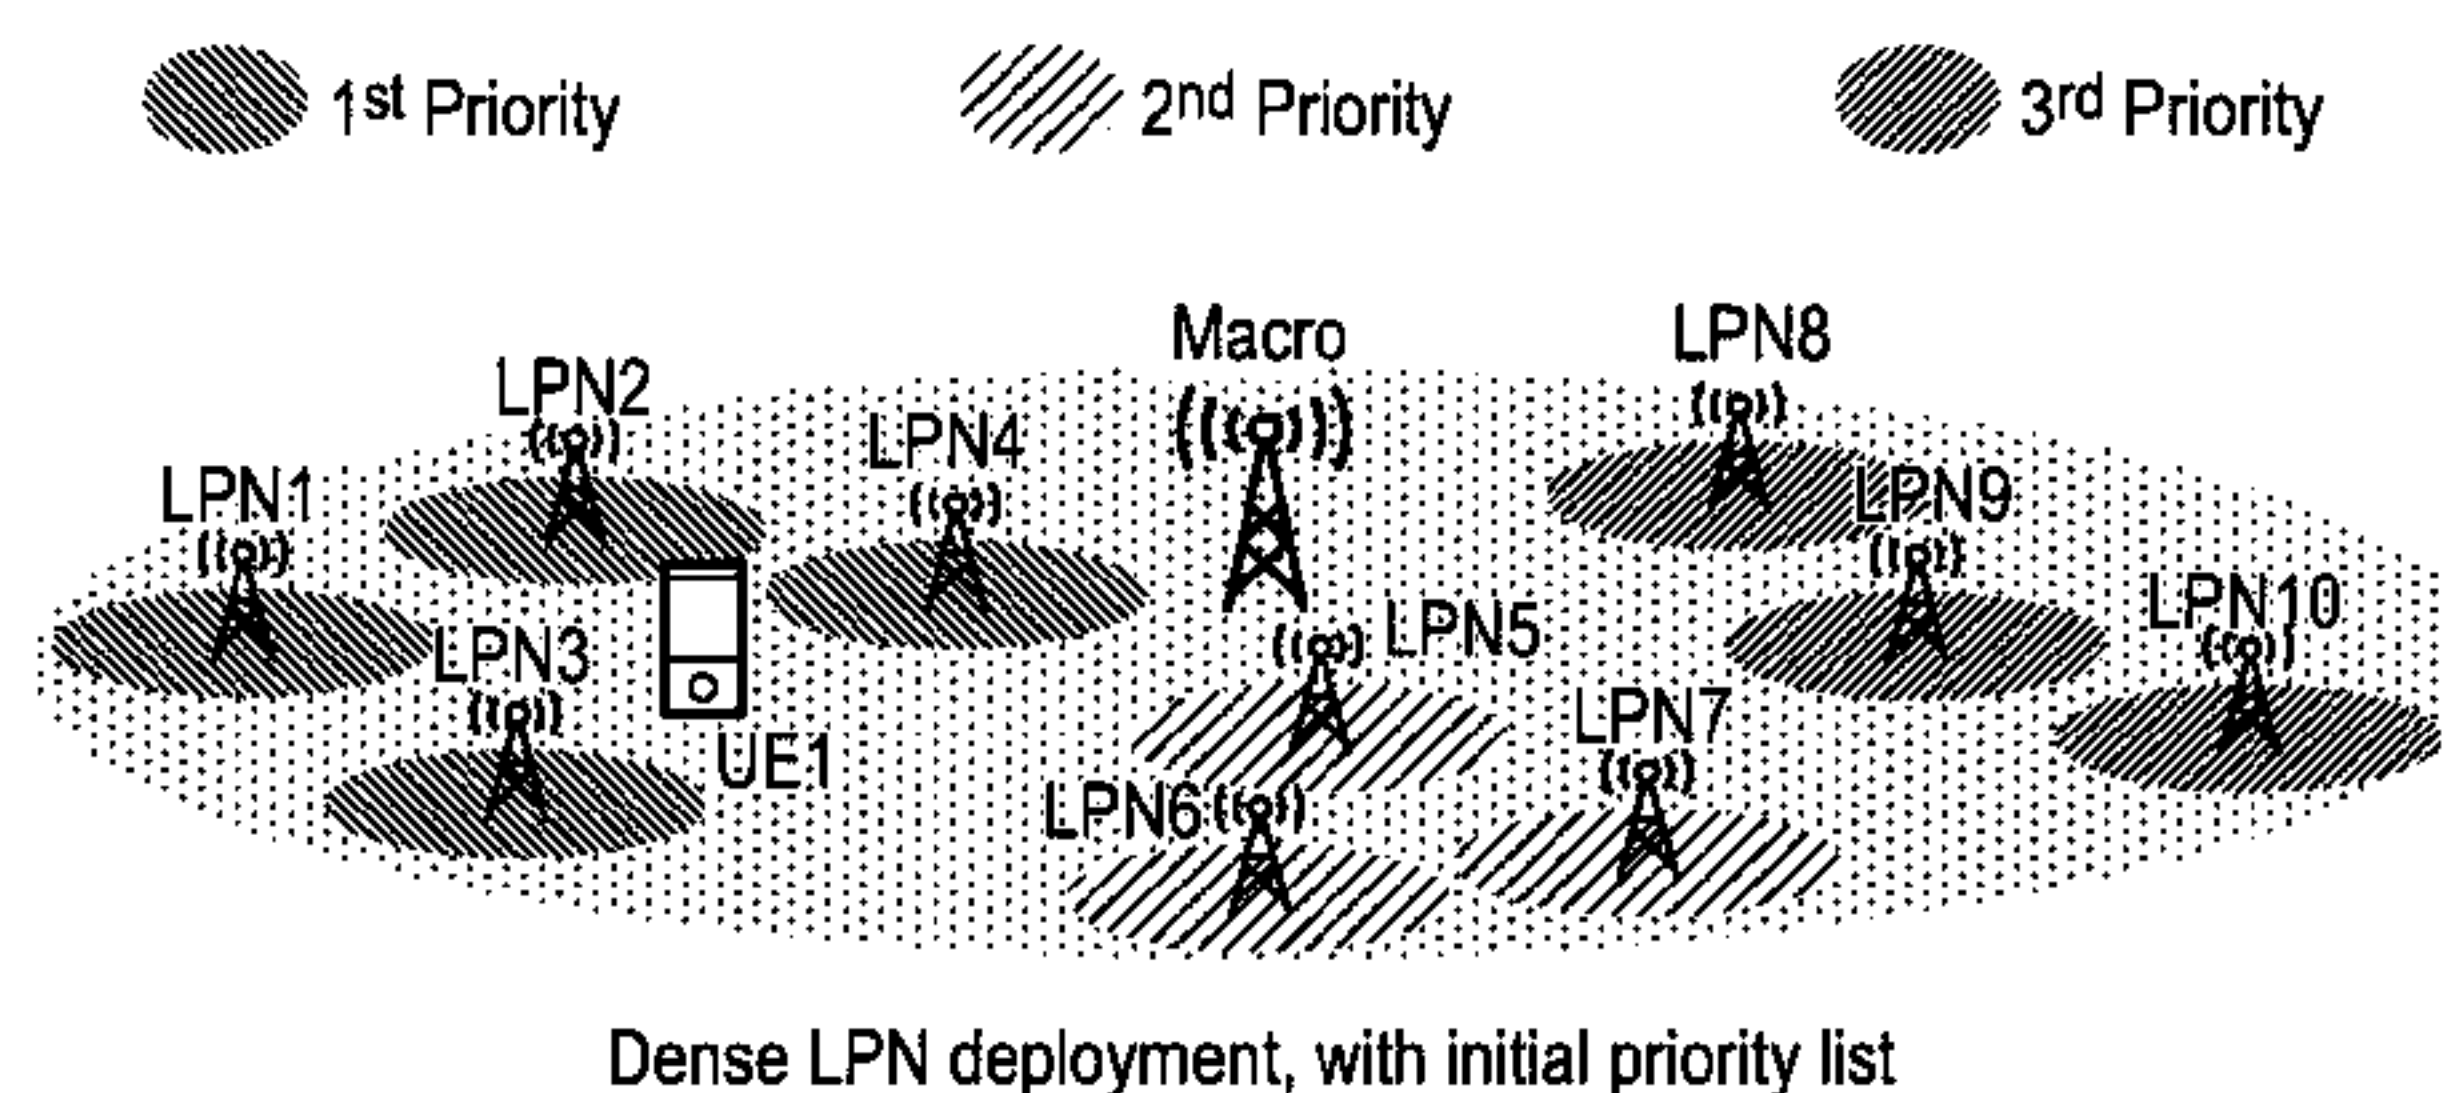 1st Priority
2nd Priority
3rd Priority
Macro
LPN8
LPN2
LPN4
LPN1
LPN9
LPN10
LPN3
LPN5
LPN7
UE1
LPN6
Dense LPN deployment, with initial priority list